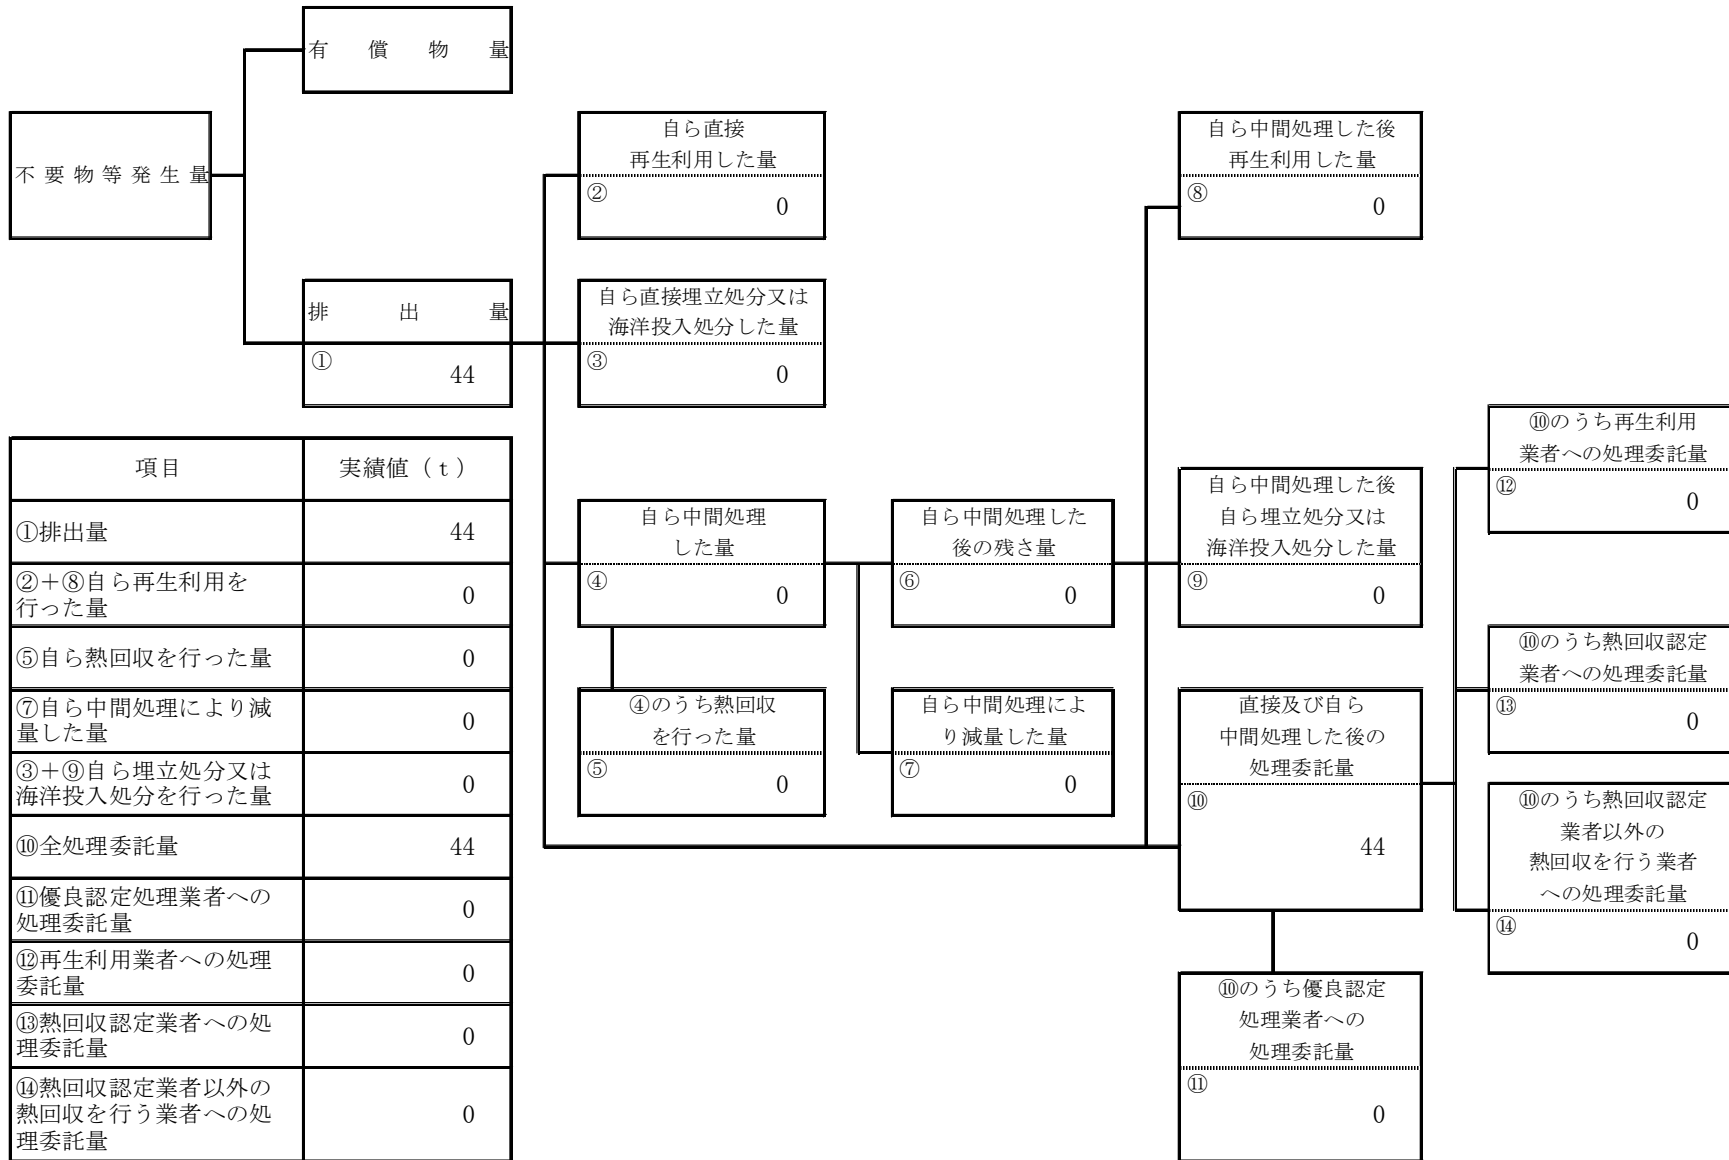 有償物量
不要物等発生量
排出量
①
44
自ら直接
再生利用した量
②
0
自ら直接埋立処分又は
海洋投入処分した量
③
0
自ら中間処理
した量
④
0
④のうち熱回収
を行った量
⑤
0
自ら中間処理した
後の残さ量
⑥
0
自ら中間処理によ
り減量した量
⑦
0
自ら中間処理した後
再生利用した量
⑧
0
自ら中間処理した後
自ら埋立処分又は
海洋投入処分した量
⑨
0
直接及び自ら
中間処理した後の
処理委託量
⑩
44
⑩のうち優良認定
処理業者への
処理委託量
⑪
0
⑩のうち再生利用
業者への処理委託量
⑫
0
⑩のうち熱回収認定
業者への処理委託量
⑬
0
⑩のうち熱回収認定
業者以外の
熱回収を行う業者
への処理委託量
⑭
0
項目 実績値（ｔ）
①排出量 44
②＋⑧自ら再生利用を
行った量 0
⑤自ら熱回収を行った量 0
⑦自ら中間処理により減
量した量 0
③＋⑨自ら埋立処分又は
海洋投入処分を行った量 0
⑩全処理委託量 44
⑪優良認定処理業者への
処理委託量 0
⑫再生利用業者への処理
委託量 0
⑬熱回収認定業者への処
理委託量 0
⑭熱回収認定業者以外の
熱回収を行う業者への処
理委託量 0